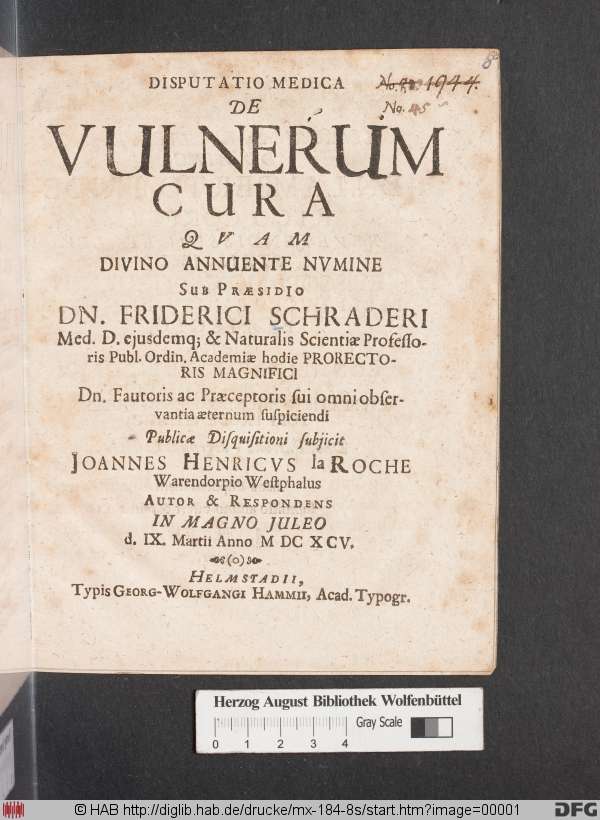 DISPUTATIO MEDICA
No. 1944.
DE
No. 45
VULNERUM
CURA
QVAM
DIVINO ANNUENTE NVMINE
SUB PRÆSIDIO
DN. FRIDERICI SCHRADERI
Med. D. ejusdemq; & Naturalis Scientiæ Professo-
ris Publ. Ordin. Academiæ hodie PRORECTO-
RIS MAGNIFICI
Dn. Fautoris ac Præceptoris sui omni obser-
vantia æternum suspiciendi
Publicæ Disquisitioni subjicit
JOANNES HENRICVS la ROCHE
Warendorpio Westphalus
AUTOR & RESPONDENS
IN MAGNO JULEO
d. IX. Martii Anno M DC XCV.
(o)
HELMSTADII,
Typis GEORG-WOLFGANGI HAMMII, Acad. Typogr.
Herzog August Bibliothek Wolfenbüttel
Gray Scale
0 1 2 3 4
© HAB http://diglib.hab.de/drucke/mx-184-8s/start.htm?image=00001
DFG